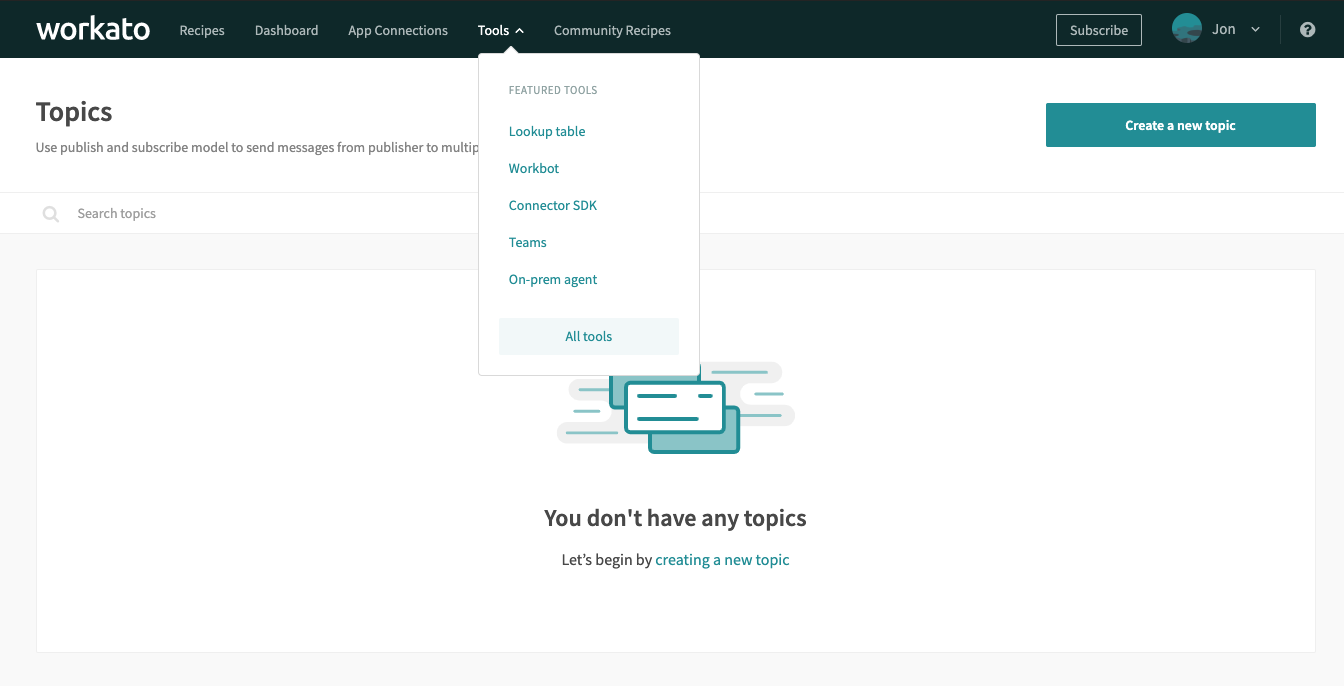 workato
Recipes
Dashboard
App Connections
Tools
Community Recipes
Subscribe
Jon
?
FEATURED TOOLS
Lookup table
Workbot
Connector SDK
Teams
On-prem agent
All tools
Topics
Use publish and subscribe model to send messages from publisher to
Create a new topic
Search topics
You don't have any topics
Let’s begin by creating a new topic